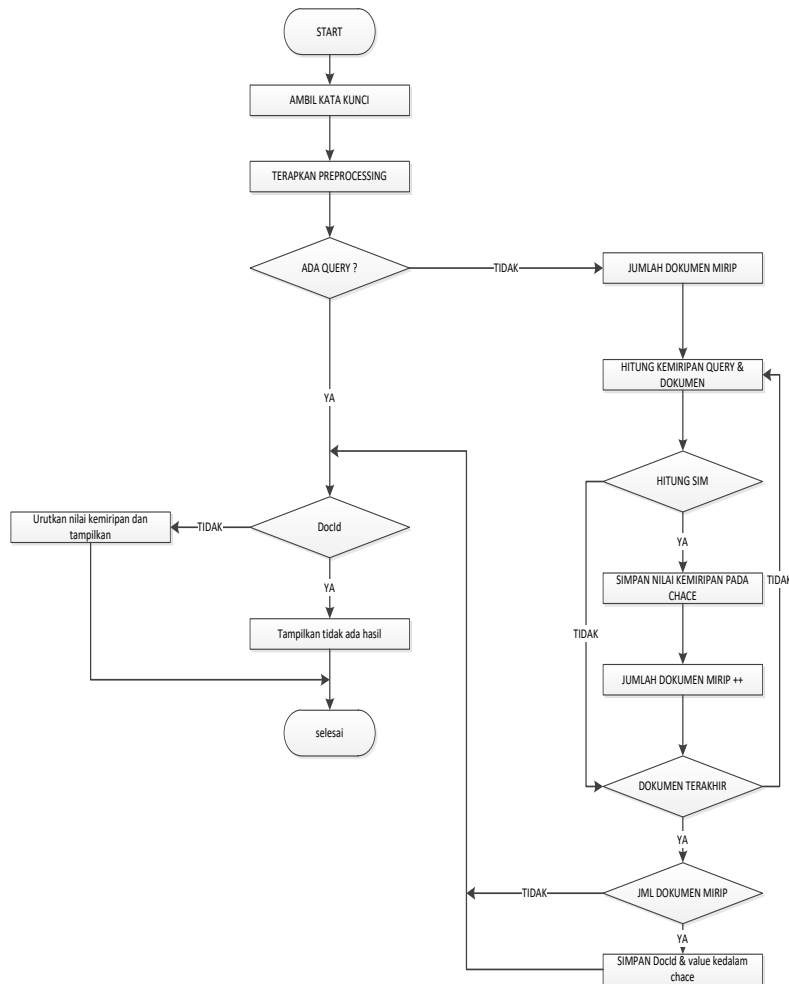 START
AMBIL KATA KUNCI
TERAPKAN PREPROCESSING
ADA QUERY ?
TIDAK
JUMLAH DOKUMEN MIRIP
HITUNG KEMIRIPAN QUERY &
DOKUMEN
YA
HITUNG SIM
Urutkan nilai kemiripan dan
tampilkan
TIDAK
DocId
YA
YA
SIMPAN NILAI KEMIRIPAN PADA
CHACE
TIDAK
Tampilkan tidak ada hasil
TIDAK
JUMLAH DOKUMEN MIRIP ++
selesai
DOKUMEN TERAKHIR
YA
TIDAK
JML DOKUMEN MIRIP
YA
SIMPAN DocId & value kedalam
chace